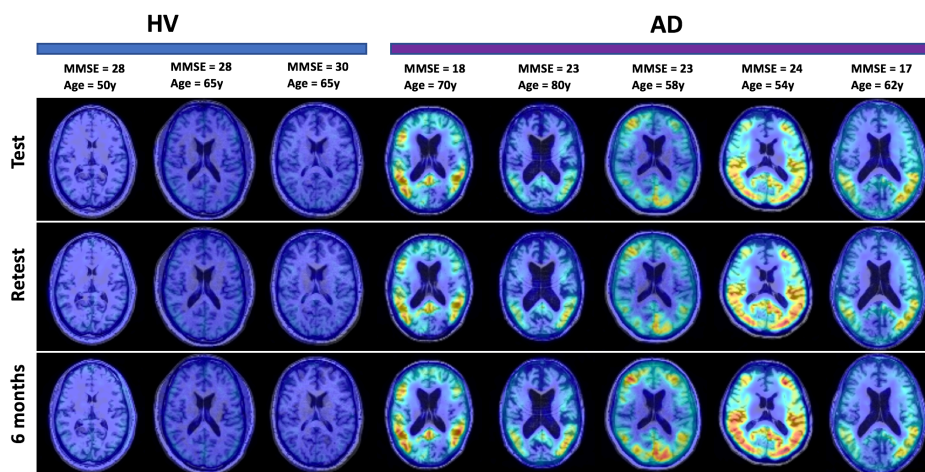 HV
AD
MMSE = 28
Age = 50y
MMSE = 28
Age = 65y
MMSE = 30
Age = 65y
MMSE = 18
Age = 70y
MMSE = 23
Age = 80y
MMSE = 23
Age = 58y
MMSE = 24
Age = 54y
MMSE = 17
Age = 62y
Test
Retest
6 months